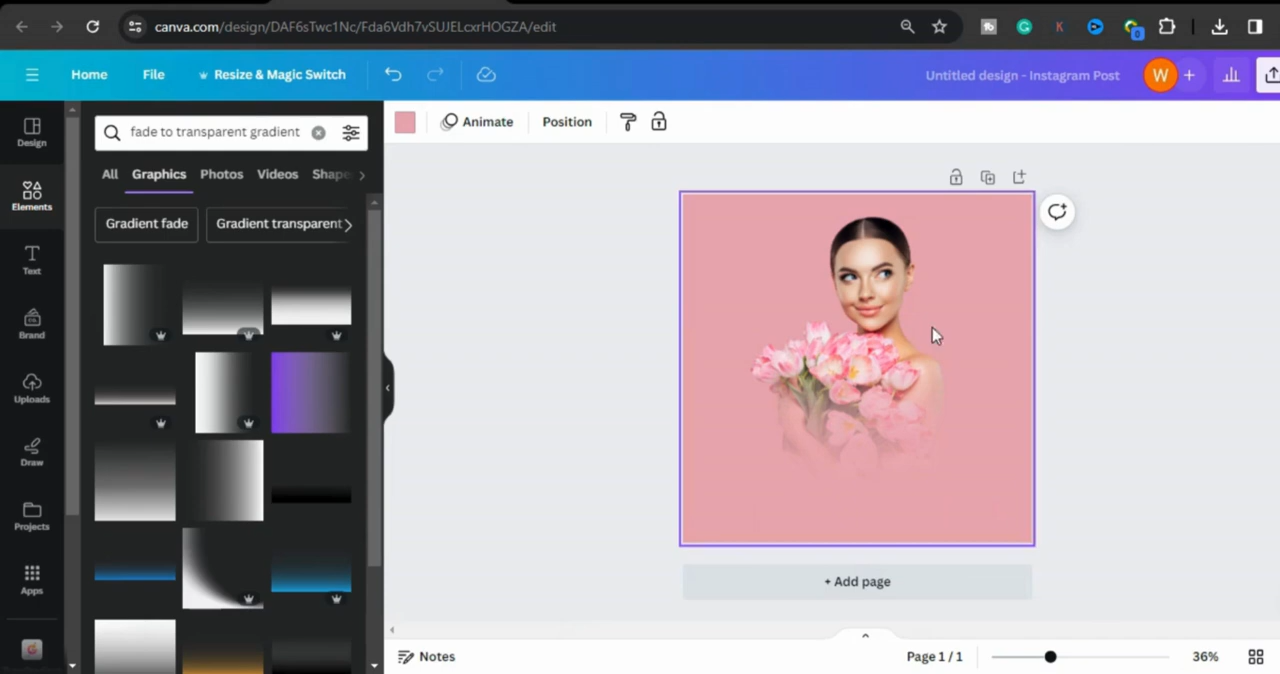 canva.com/design/DAF6sTwc1Nc/Fda6Vdh7vSUJELcxrHOGZA/edit
Home File Resize & Magic Switch Untitled design - Instagram Post W
Design
Elements
Text
Brand
Uploads
Draw
Projects
Apps
fade to transparent gradient
All Graphics Photos Videos Shape
Gradient fade Gradient transparent
Animate Position
+ Add page
Notes Page 1 / 1 36%